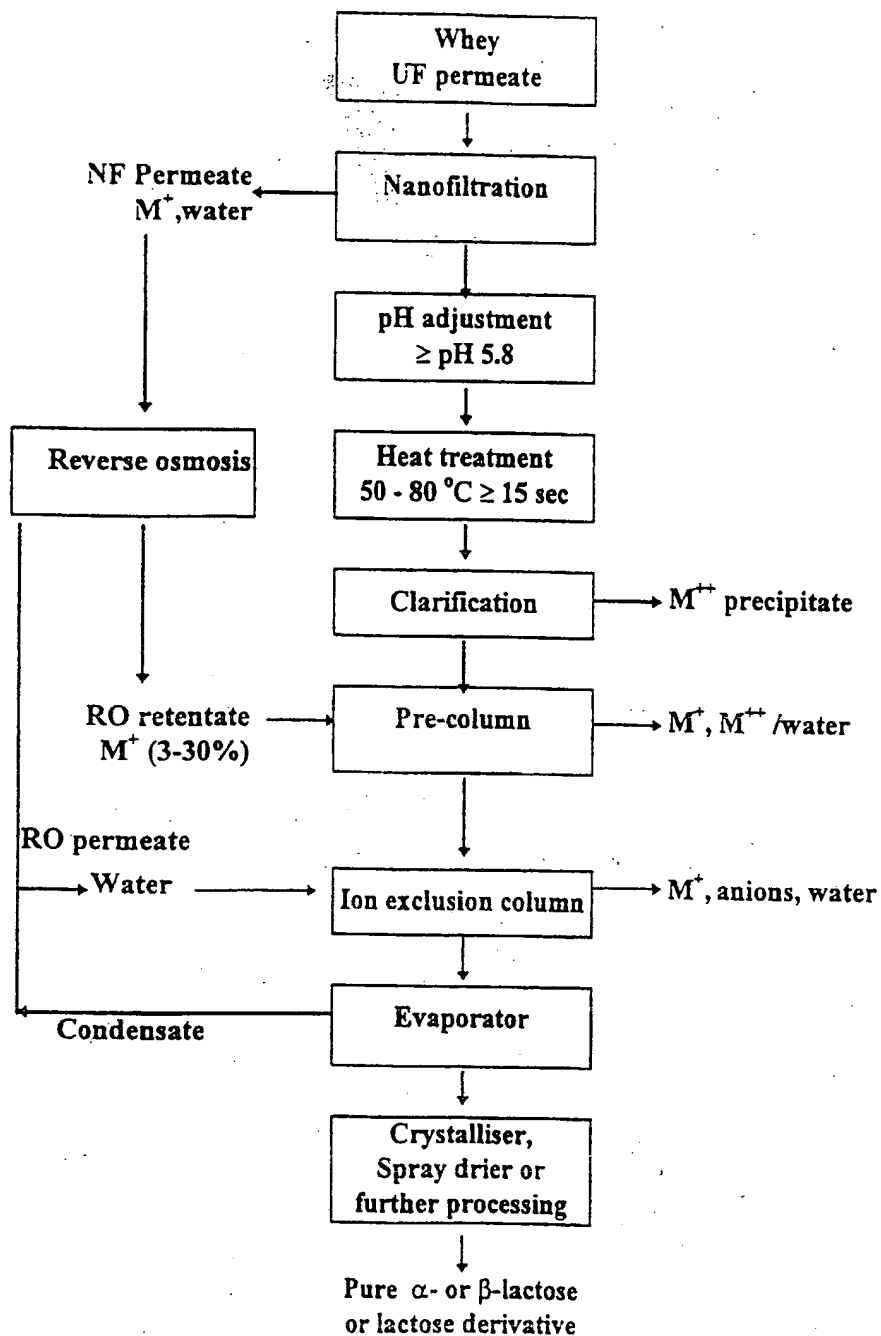 Whey
UF permeate
NF Permeate
M⁺,water
Nanofiltration
pH adjustment
≥ pH 5.8
Reverse osmosis
Heat treatment
50 - 80 °C ≥ 15 sec
Clarification
M⁺⁺ precipitate
RO retentate
M⁺ (3-30%)
Pre-column
M⁺, M⁺⁺ /water
RO permeate
Water
Ion exclusion column
M⁺, anions, water
Evaporator
Condensate
Crystalliser,
Spray drier or
further processing
Pure α- or β-lactose
or lactose derivative